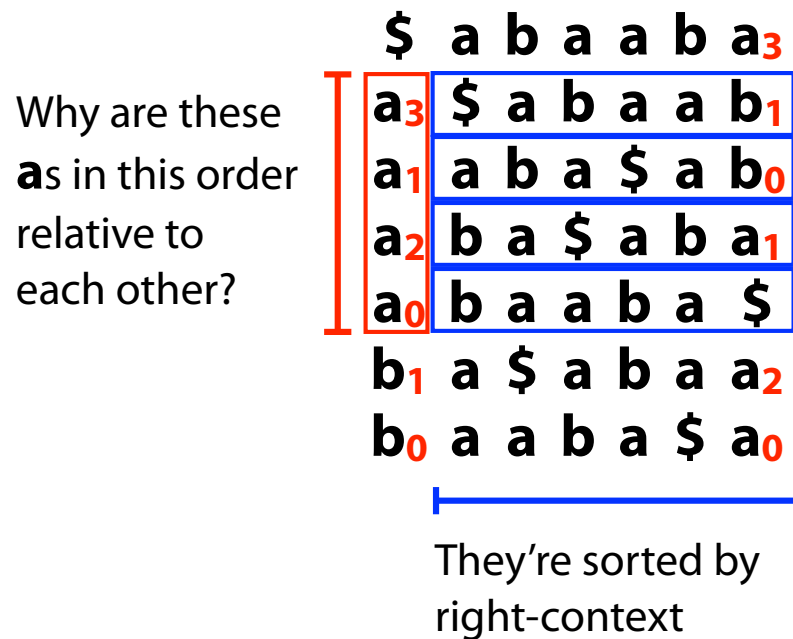 $ a b a a b a3
a3 $ a b a a b1
a1 a b a $ a b0
a2 b a $ a b a1
a0 b a a b a $
b1 a $ a b a a2
b0 a a b a $ a0
Why are these
as in this order
relative to
each other?
They're sorted by
right-context